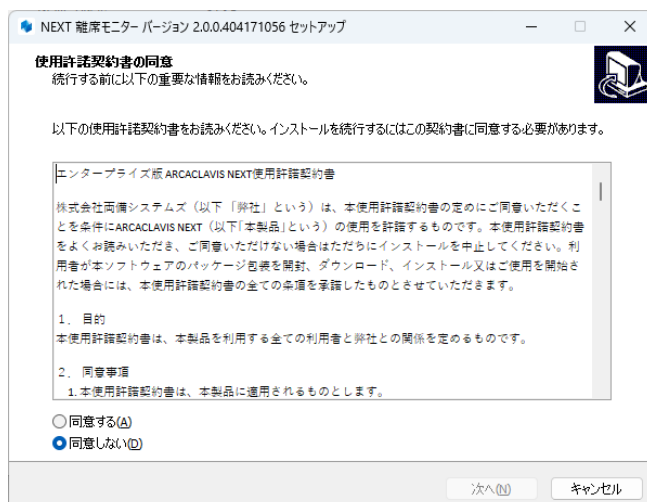 NEXT 離席モニター バージョン 2.0.0.404171056 セットアップ
使用許諾契約書の同意
続行する前に以下の重要な情報をお読みください。
以下の使用許諾契約書をお読みください。インストールを続行するにはこの契約書に同意する必要があります。
エンタープライズ版 ARCACLAVIS NEXT使用許諾契約書
株式会社両備システムズ（以下「弊社」という）は、本使用許諾契約書の定めにご同意いただくこ
とを条件にARCACLAVIS NEXT（以下「本製品」という）の使用を許諾するものです。本使用許諾契約書
をよくお読みいただき、ご同意いただけない場合はただちにインストールを中止してください。利
用者が本ソフトウェアのパッケージ包装を開封、ダウンロード、インストール又はご使用を開始さ
れた場合には、本使用許諾契約書の全ての条項を承諾したものとさせていただきます。
１． 目的
本使用許諾契約書は、本製品を利用する全ての利用者と弊社との関係を定めるものです。
２． 同意事項
1. 本使用許諾契約書は、本製品に適用されるものとします。
同意する(A)
同意しない(D)
次へ(N)
キャンセル